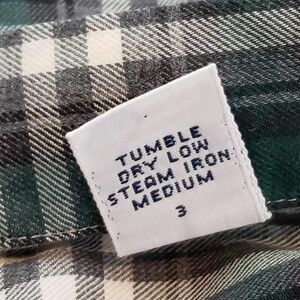 TUMBLE
DRY LOW
STEAM IRON
MEDIUM
3